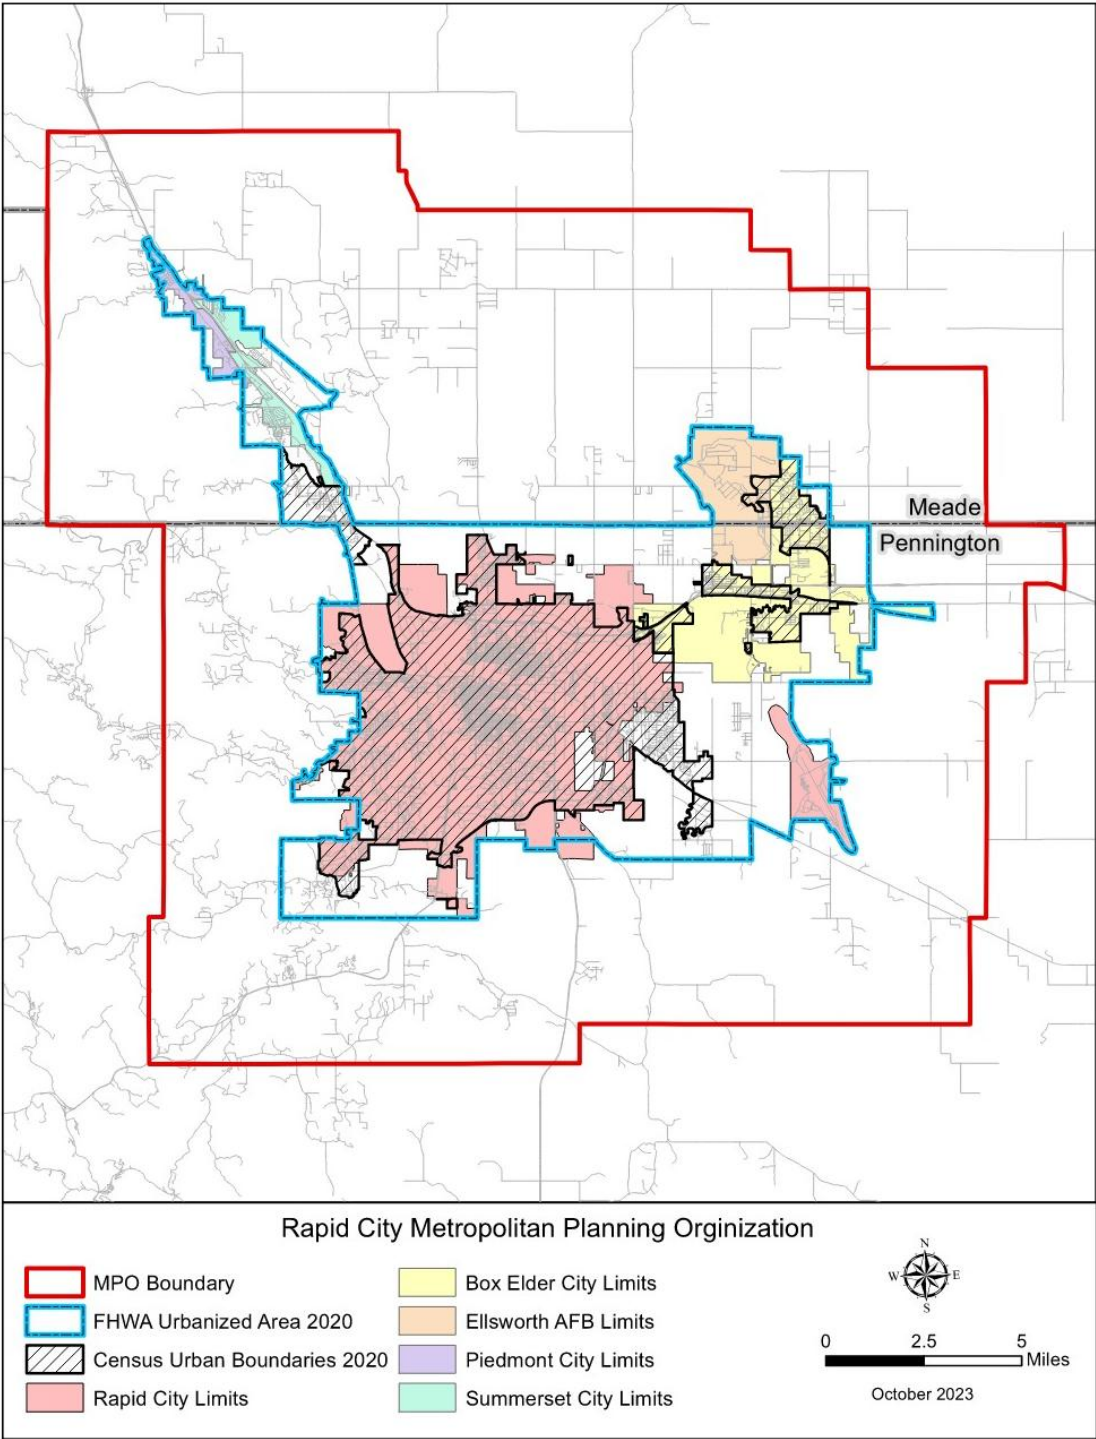 Meade
Pennington
Rapid City Metropolitan Planning Orginization
MPO Boundary
FHWA Urbanized Area 2020
Census Urban Boundaries 2020
Rapid City Limits
Box Elder City Limits
Ellsworth AFB Limits
Piedmont City Limits
Summerset City Limits
N
W E
S
0 2.5 5
Miles
October 2023